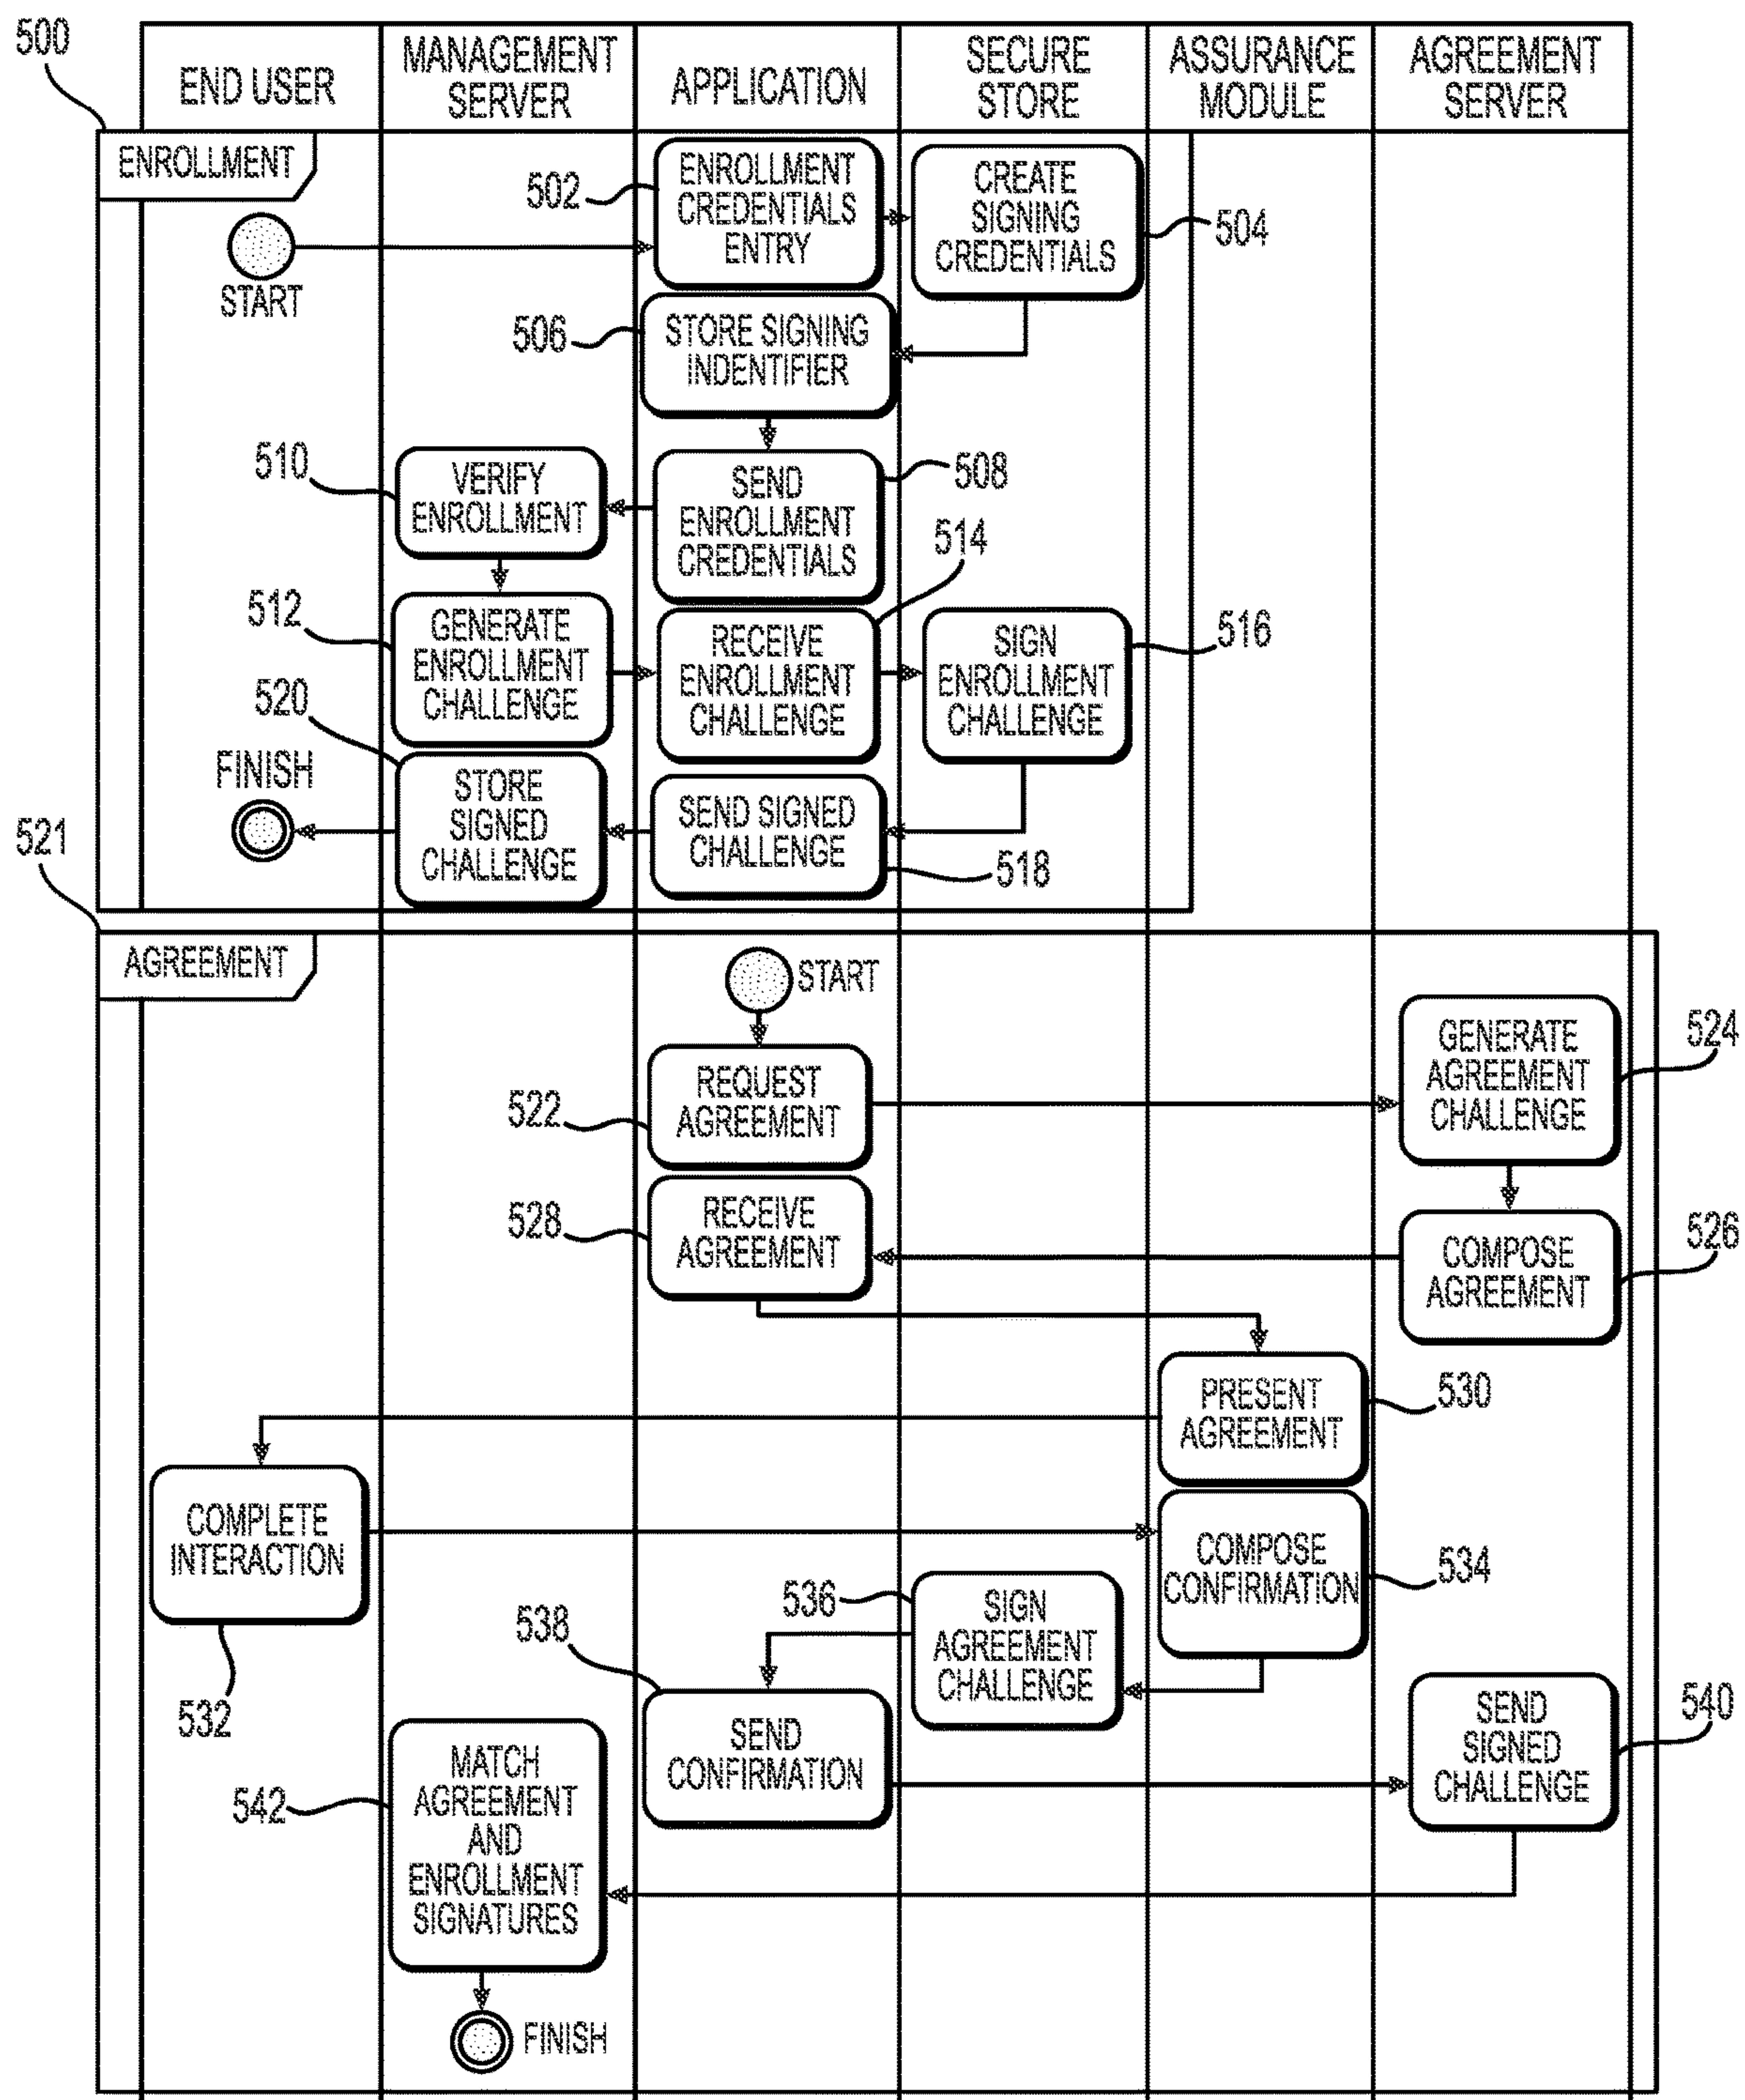 500
END USER
MANAGEMENT
SERVER
APPLICATION
SECURE
STORE
ASSURANCE
MODULE
AGREEMENT
SERVER
ENROLLMENT
START
502
ENROLLMENT
CREDENTIALS
ENTRY
CREATE
SIGNING
CREDENTIALS
504
506
STORE SIGNING
INDENTIFIER
510
VERIFY
ENROLLMENT
SEND
ENROLLMENT
CREDENTIALS
508
514
512
GENERATE
ENROLLMENT
CHALLENGE
RECEIVE
ENROLLMENT
CHALLENGE
SIGN
ENROLLMENT
CHALLENGE
516
520
FINISH
STORE
SIGNED
CHALLENGE
SEND SIGNED
CHALLENGE
518
521
AGREEMENT
START
522
REQUEST
AGREEMENT
GENERATE
AGREEMENT
CHALLENGE
524
528
RECEIVE
AGREEMENT
COMPOSE
AGREEMENT
526
PRESENT
AGREEMENT
530
COMPLETE
INTERACTION
532
COMPOSE
CONFIRMATION
534
536
SIGN
AGREEMENT
CHALLENGE
538
SEND
CONFIRMATION
SEND
SIGNED
CHALLENGE
540
542
MATCH
AGREEMENT
AND
ENROLLMENT
SIGNATURES
FINISH